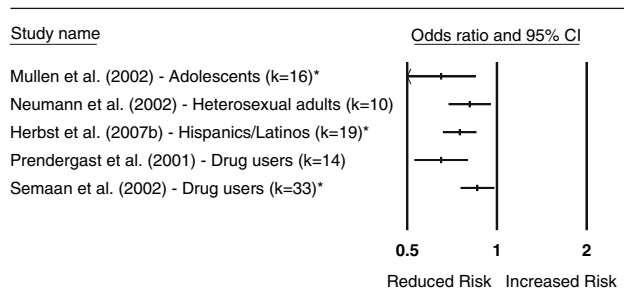 Study name Odds ratio and 95% CI
Mullen et al. (2002) - Adolescents (k=16)*
Neumann et al. (2002) - Heterosexual adults (k=10)
Herbst et al. (2007b) - Hispanics/Latinos (k=19)*
Prendergast et al. (2001) - Drug users (k=14)
Semaan et al. (2002) - Drug users (k=33)*
0.5 1 2
Reduced Risk Increased Risk